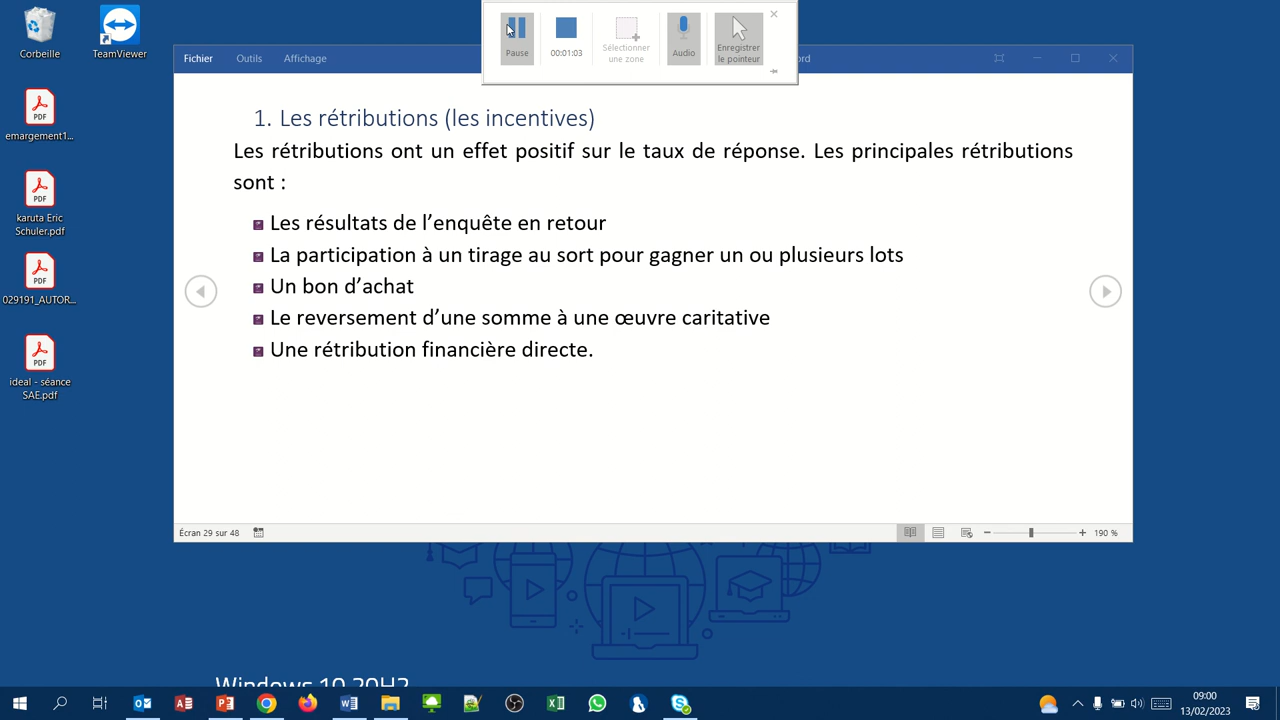 Corbeille
TeamViewer
emargement1...
karuta Eric
Schuler.pdf
029191_AUTOR...
ideal - séance
SAE.pdf
Pause
00:01:03
Sélectionner
une zone
Audio
Enregistrer
le pointeur
Fichier
Outils
Affichage
ord
1. Les rétributions (les incentives)
Les rétributions ont un effet positif sur le taux de réponse. Les principales rétributions
sont :
Les résultats de l’enquête en retour
La participation à un tirage au sort pour gagner un ou plusieurs lots
Un bon d’achat
Le reversement d’une somme à une œuvre caritative
Une rétribution financière directe.
Écran 29 sur 48
190 %
Windows 10 20H2
09:00
13/02/2023